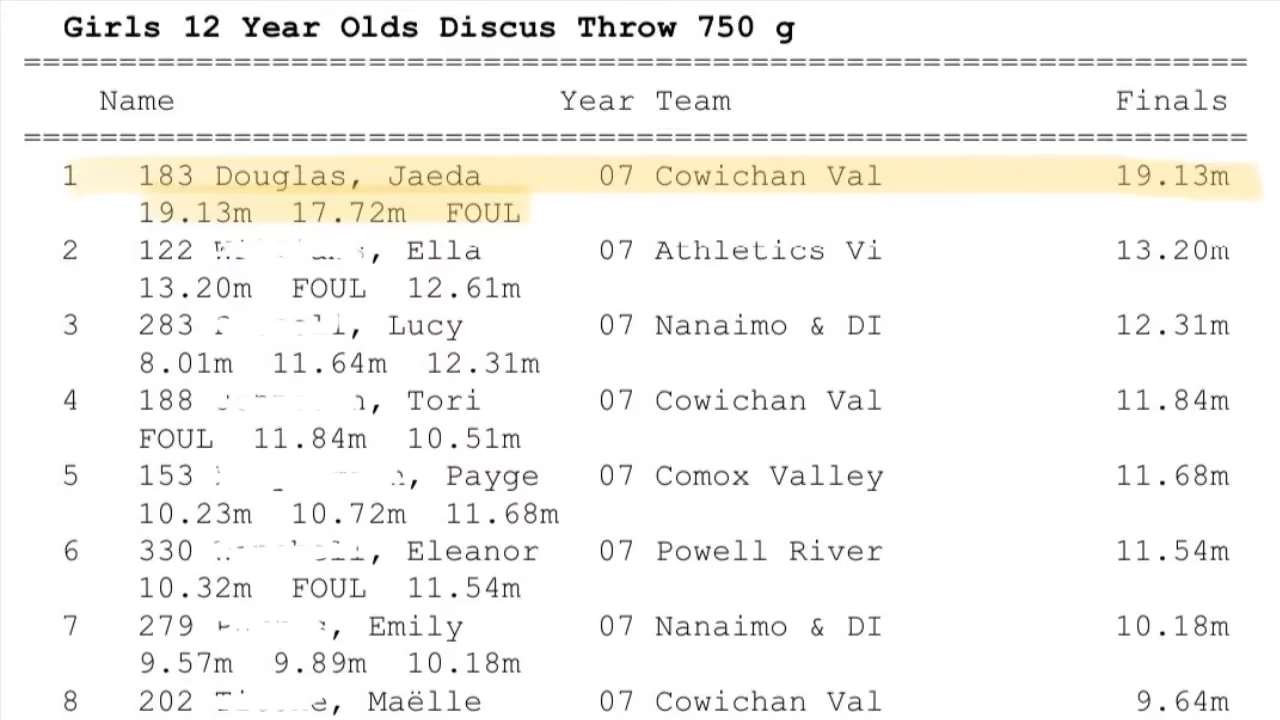 Girls 12 Year Olds Discus Throw 750 g
================================================================
Name Year Team Finals
================================================================
1 183 Douglas, Jaeda 07 Cowichan Val 19.13m
19.13m 17.72m FOUL
2 122 , Ella 07 Athletics Vi 13.20m
13.20m FOUL 12.61m
3 283 , Lucy 07 Nanaimo & DI 12.31m
8.01m 11.64m 12.31m
4 188 , Tori 07 Cowichan Val 11.84m
FOUL 11.84m 10.51m
5 153 , Payge 07 Comox Valley 11.68m
10.23m 10.72m 11.68m
6 330 , Eleanor 07 Powell River 11.54m
10.32m FOUL 11.54m
7 279 , Emily 07 Nanaimo & DI 10.18m
9.57m 9.89m 10.18m
8 202 , Maëlle 07 Cowichan Val 9.64m